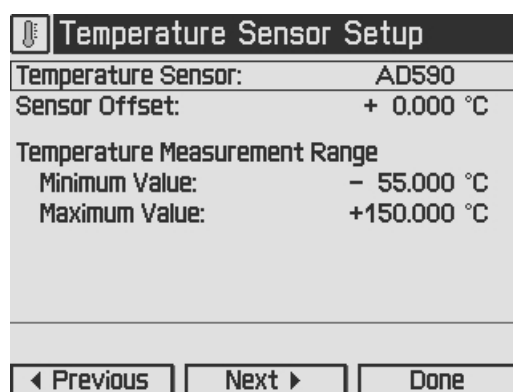 Temperature Sensor Setup
Temperature Sensor: AD590
Sensor Offset: + 0.000 °C
Temperature Measurement Range
Minimum Value: − 55.000 °C
Maximum Value: +150.000 °C
◀ Previous Next ▶ Done